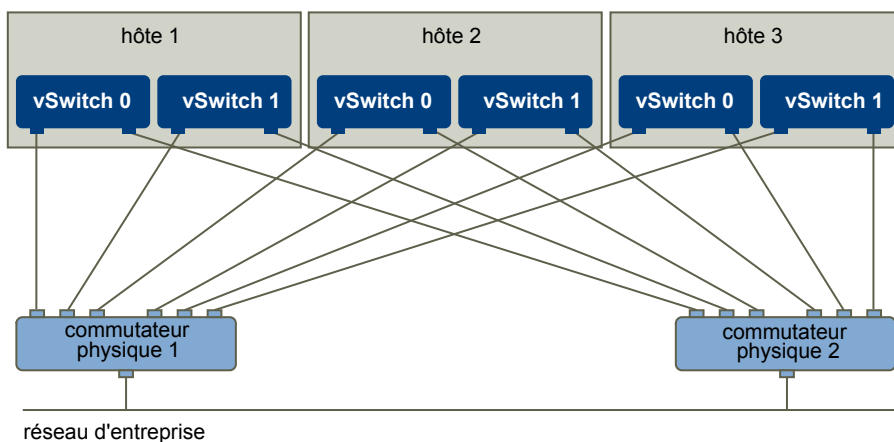 hôte 1
hôte 2
hôte 3
vSwitch 0
vSwitch 1
vSwitch 0
vSwitch 1
vSwitch 0
vSwitch 1
commutateur
physique 1
commutateur
physique 2
réseau d'entreprise